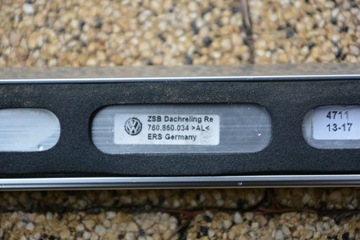 ZSB Dachreling Re
760.860.034 >AL<
ERS Germany
4711
13-17